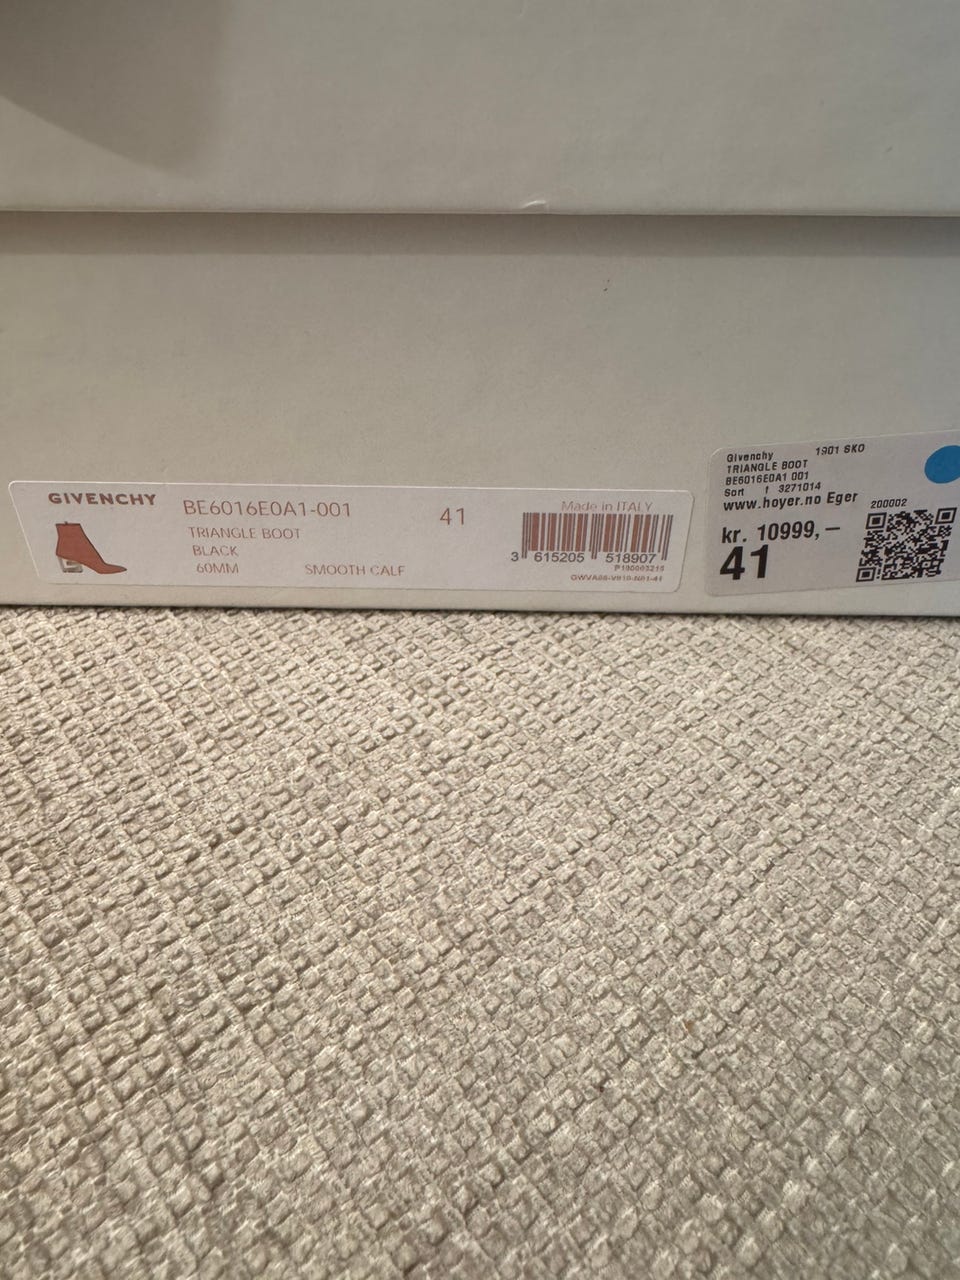 GIVENCHY
BE6016E0A1-001
41
TRIANGLE BOOT
BLACK
60MM
SMOOTH CALF
Made in ITALY
3 615205 518907
Givenchy 1901 SKO
TRIANGLE BOOT
BE6016E0A1 001
Sort f 3271014
www.hoyer.no Eger
200002
kr. 10999,–
41